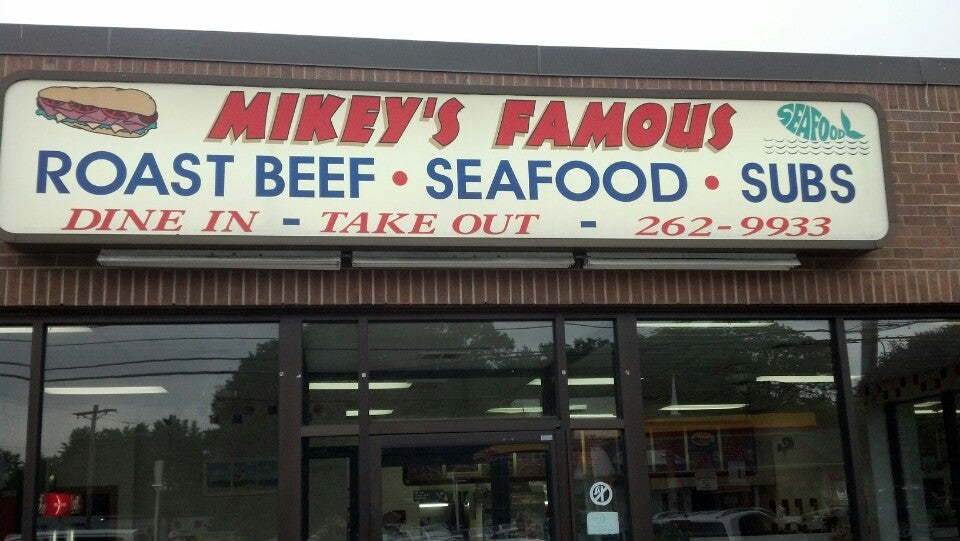 MIKEY'S FAMOUS
SEAFOOD
ROAST BEEF • SEAFOOD • SUBS
DINE IN - TAKE OUT - 262-9933